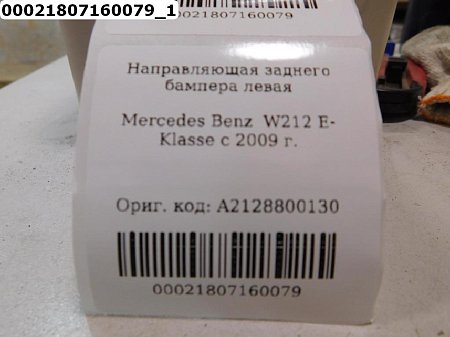 00021807160079_1
00021807160079
Направляющая заднего
бампера левая
Mercedes Benz W212 E-
Klasse с 2009 г.
Ориг. код: A2128800130
00021807160079